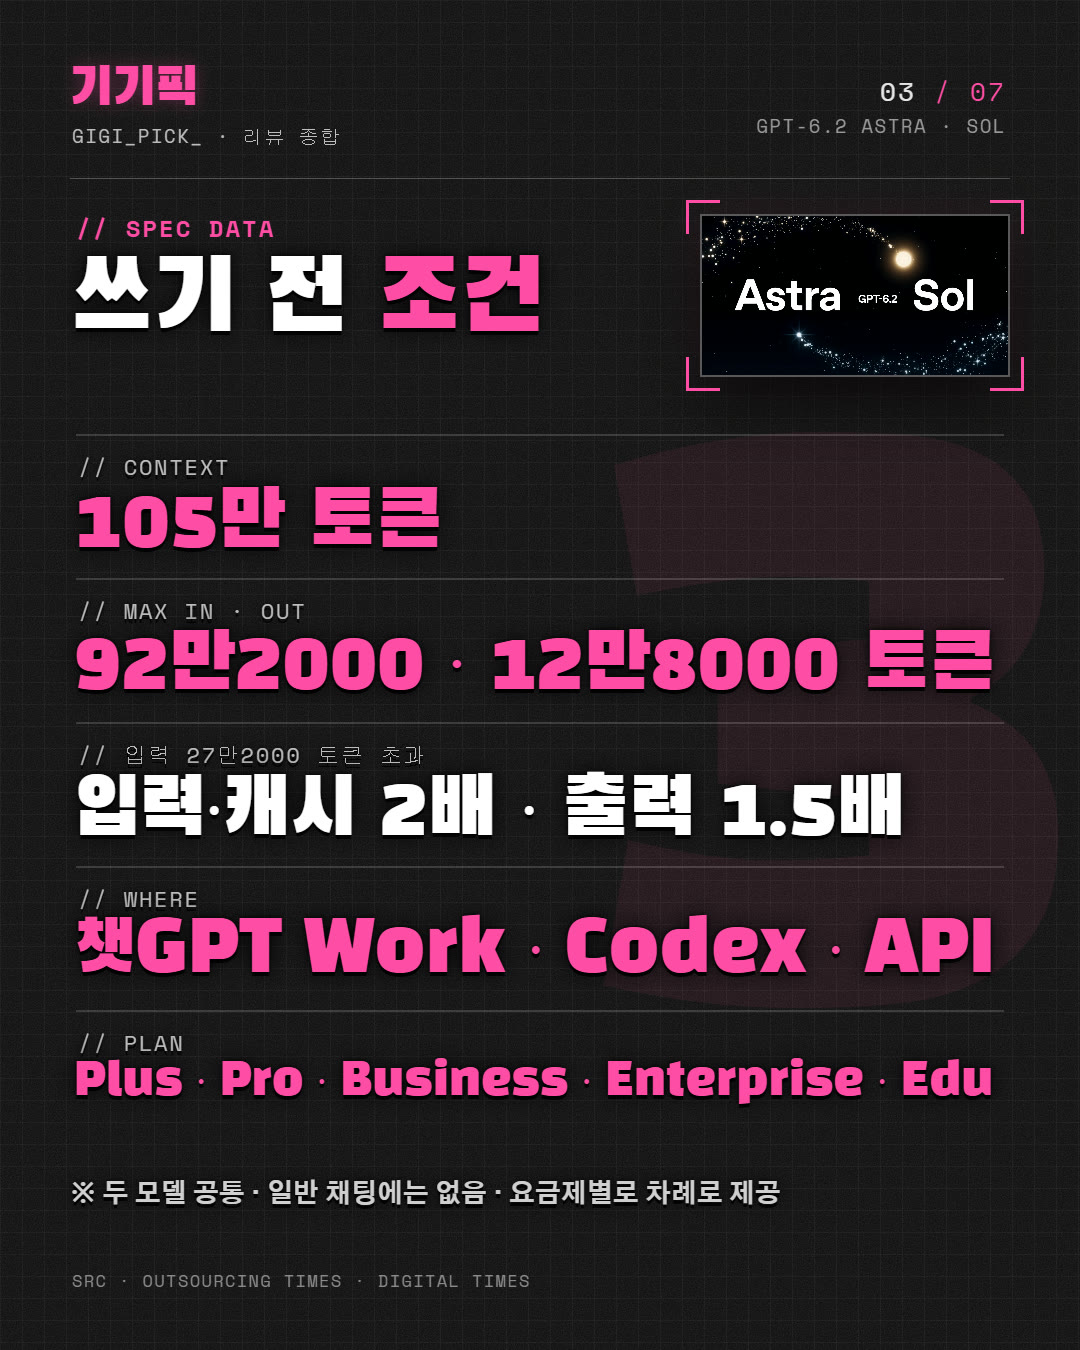 기기픽
GIGI_PICK_ · 리뷰 종합
03 / 07
GPT-6.2 ASTRA · SOL
// SPEC DATA
쓰기 전 조건
Astra GPT-6.2 Sol
// CONTEXT
105만 토큰
// MAX IN · OUT
92만2000 · 12만8000 토큰
// 입력 27만2000 토큰 초과
입력·캐시 2배 · 출력 1.5배
// WHERE
챗GPT Work · Codex · API
// PLAN
Plus · Pro · Business · Enterprise · Edu
※ 두 모델 공통 · 일반 채팅에는 없음 · 요금제별로 차례로 제공
SRC · OUTSOURCING TIMES · DIGITAL TIMES
3